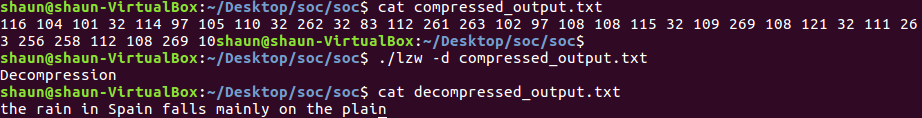 shaun@shaun-VirtualBox:~/Desktop/soc/soc$ cat compressed_output.txt
116 104 101 32 114 97 105 110 32 262 32 83 112 261 263 102 97 108 108 115 32 109 269 108 121 32 111 26
3 256 258 112 108 269 10shaun@shaun-VirtualBox:~/Desktop/soc/soc$
shaun@shaun-VirtualBox:~/Desktop/soc/soc$ ./lzw -d compressed_output.txt
Decompression
shaun@shaun-VirtualBox:~/Desktop/soc/soc$ cat decompressed_output.txt
the rain in Spain falls mainly on the plain